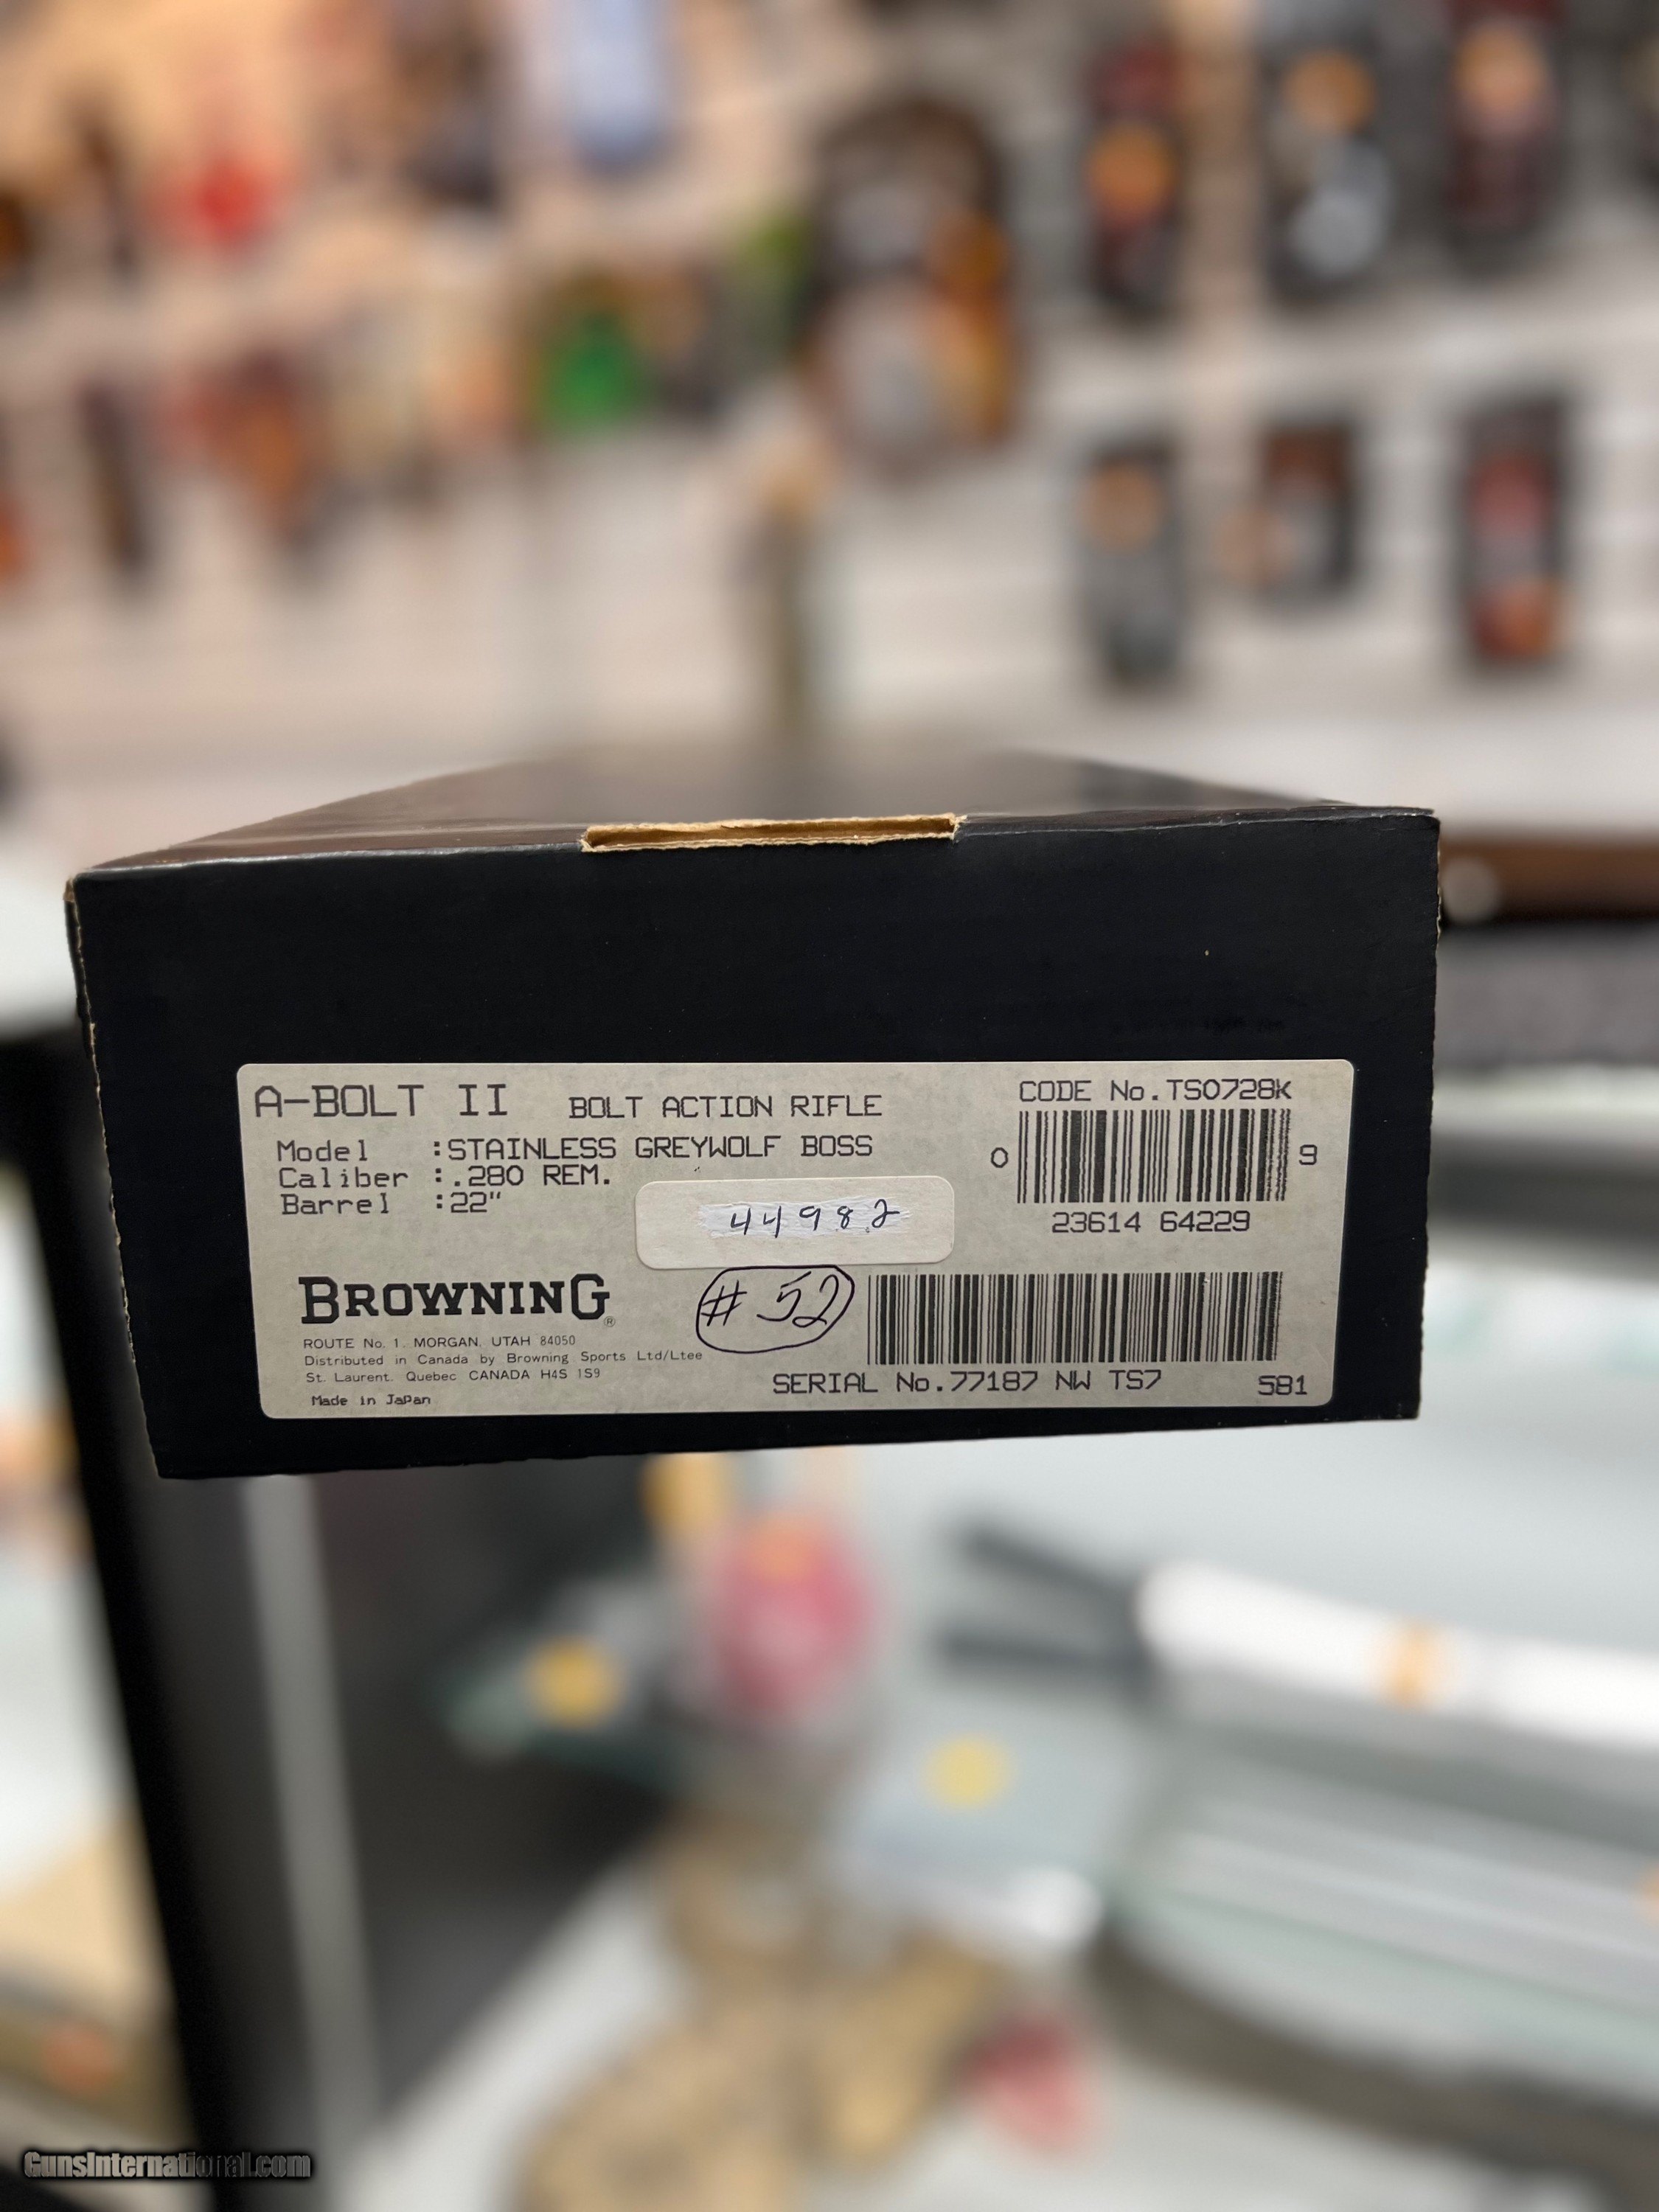 A-BOLT II BOLT ACTION RIFLE
Model :STAINLESS GREYWOLF BOSS
Caliber :.280 REM.
Barrel :22"
CODE No.TS0728K
0 9
23614 64229
44982
#52
BROWNING®
ROUTE No. 1, MORGAN, UTAH 84050
Distributed in Canada by Browning Sports Ltd/Ltee
St. Laurent. Quebec CANADA H4S 1S9
Made in Japan
SERIAL No.77187 NW TS7 581
GunsInternational.com